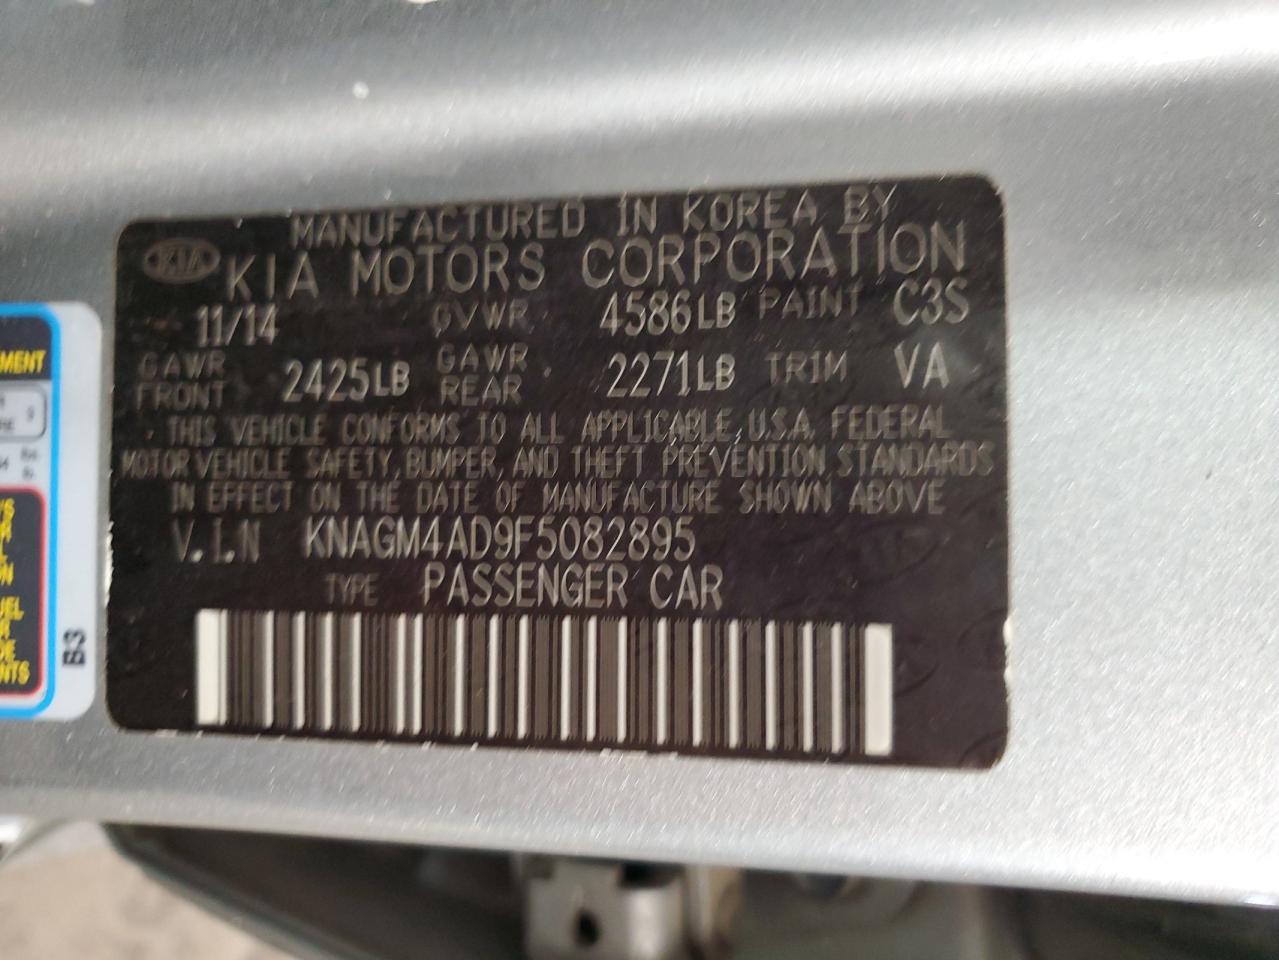 MANUFACTURED IN KOREA BY
KIA KIA MOTORS CORPORATION
11/14 GVWR 4586LB PAINT C3S
GAWR FRONT 2425LB GAWR REAR 2271LB TRIM VA
THIS VEHICLE CONFORMS TO ALL APPLICABLE, U.S.A. FEDERAL
MOTOR VEHICLE SAFETY, BUMPER, AND THEFT PREVENTION STANDARDS
IN EFFECT ON THE DATE OF MANUFACTURE SHOWN ABOVE
V.I.N KNAGM4AD9F5082895
TYPE PASSENGER CAR
B3